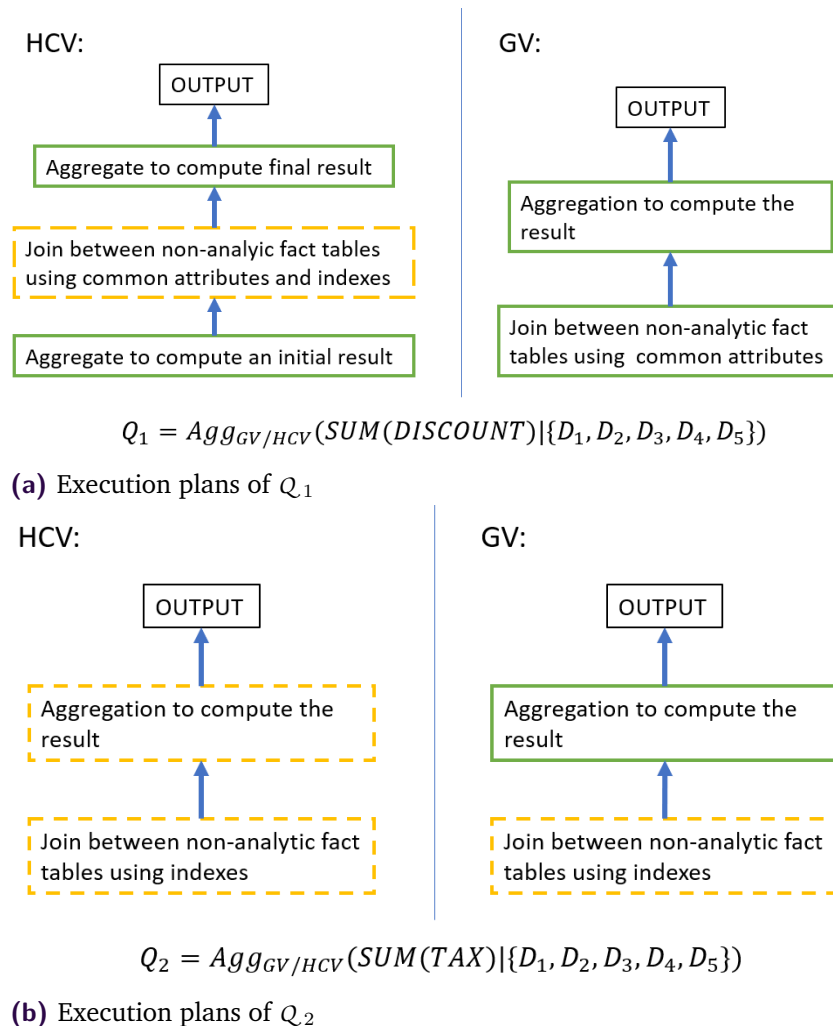 HCV:
OUTPUT
Aggregate to compute final result
Join between non-analyic fact tables
using common attributes and indexes
Aggregate to compute an initial result
GV:
OUTPUT
Aggregation to compute the
result
Join between non-analytic fact
tables using common attributes
Q₁ = Agg_{GV/HCV}(SUM(DISCOUNT)|{D₁, D₂, D₃, D₄, D₅})
(a) Execution plans of Q₁
HCV:
OUTPUT
Aggregation to compute the
result
Join between non-analytic fact
tables using indexes
GV:
OUTPUT
Aggregation to compute the
result
Join between non-analytic fact
tables using indexes
Q₂ = Agg_{GV/HCV}(SUM(TAX)|{D₁, D₂, D₃, D₄, D₅})
(b) Execution plans of Q₂